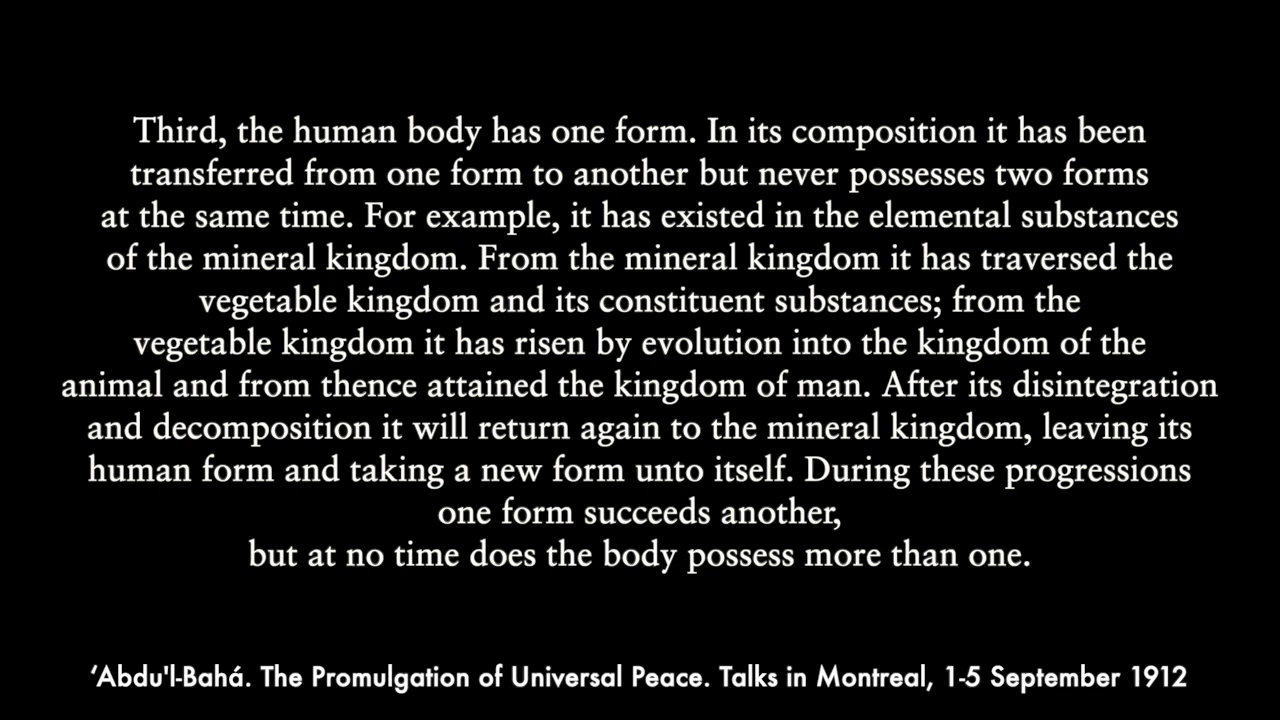 Third, the human body has one form. In its composition it has been
transferred from one form to another but never possesses two forms
at the same time. For example, it has existed in the elemental substances
of the mineral kingdom. From the mineral kingdom it has traversed the
vegetable kingdom and its constituent substances; from the
vegetable kingdom it has risen by evolution into the kingdom of the
animal and from thence attained the kingdom of man. After its disintegration
and decomposition it will return again to the mineral kingdom, leaving its
human form and taking a new form unto itself. During these progressions
one form succeeds another,
but at no time does the body possess more than one.
‘Abdu'l-Bahá. The Promulgation of Universal Peace. Talks in Montreal, 1-5 September 1912